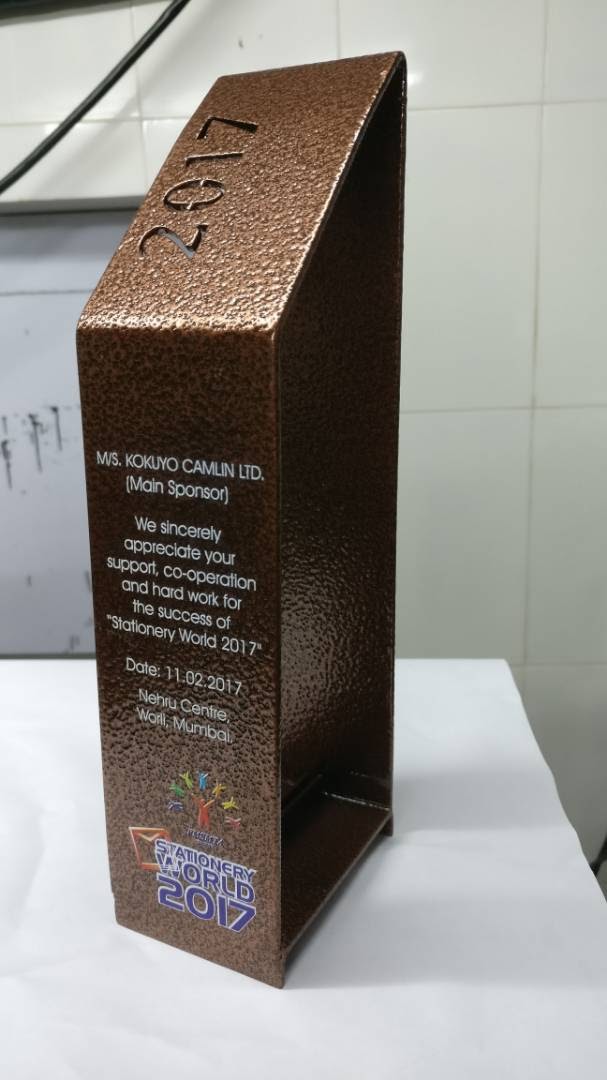 2017
M/S. KOKUYO CAMLIN LTD.
(Main Sponsor)
We sincerely
appreciate your
support, co-operation
and hard work for
the success of
"Stationery World 2017"
Date: 11.02.2017
Nehru Centre,
Worli, Mumbai.
STATIONERY
WORLD
2017